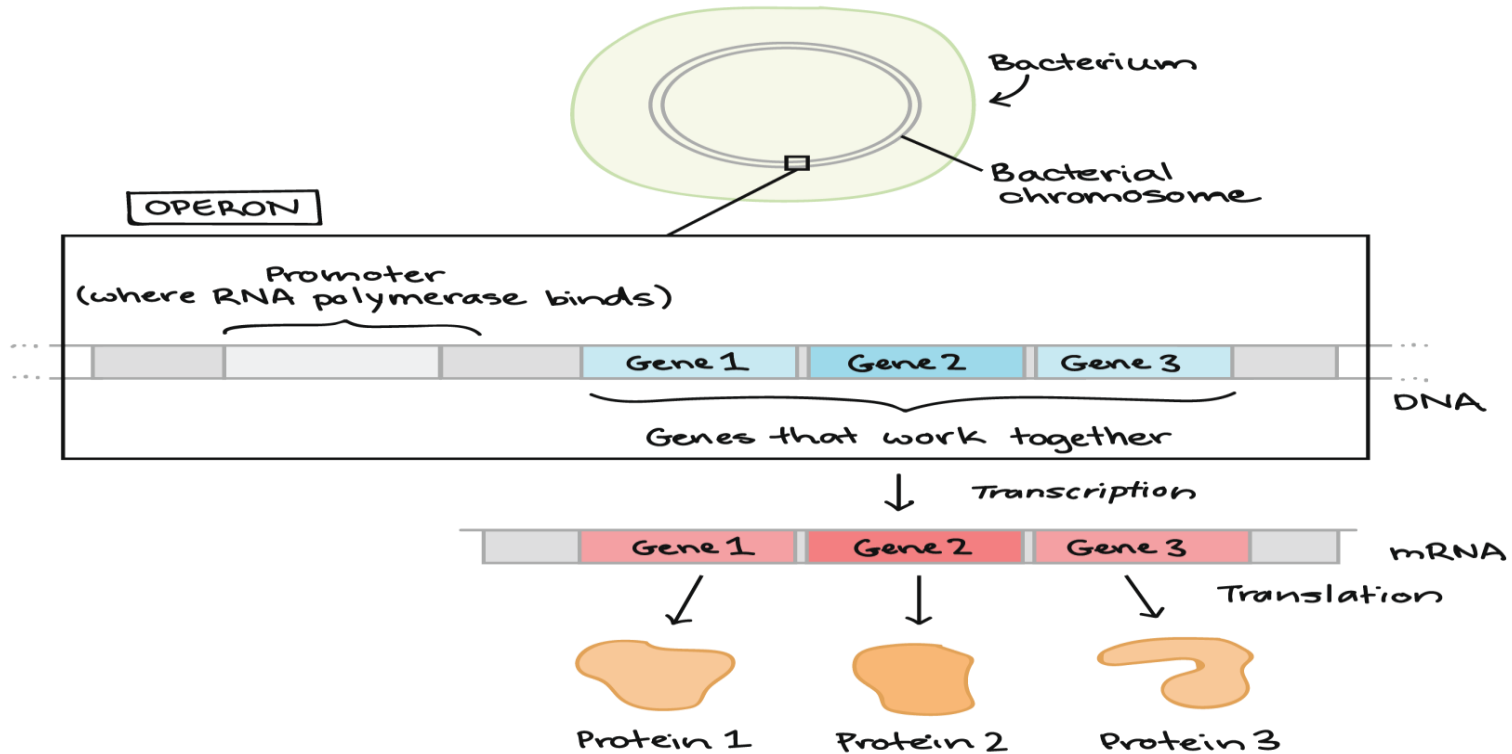 Bacterium
Bacterial
chromosome
OPERON
Promoter
(where RNA polymerase binds)
Gene 1 Gene 2 Gene 3
DNA
Genes that work together
Transcription
Gene 1 Gene 2 Gene 3
mRNA
Translation
Protein 1 Protein 2 Protein 3